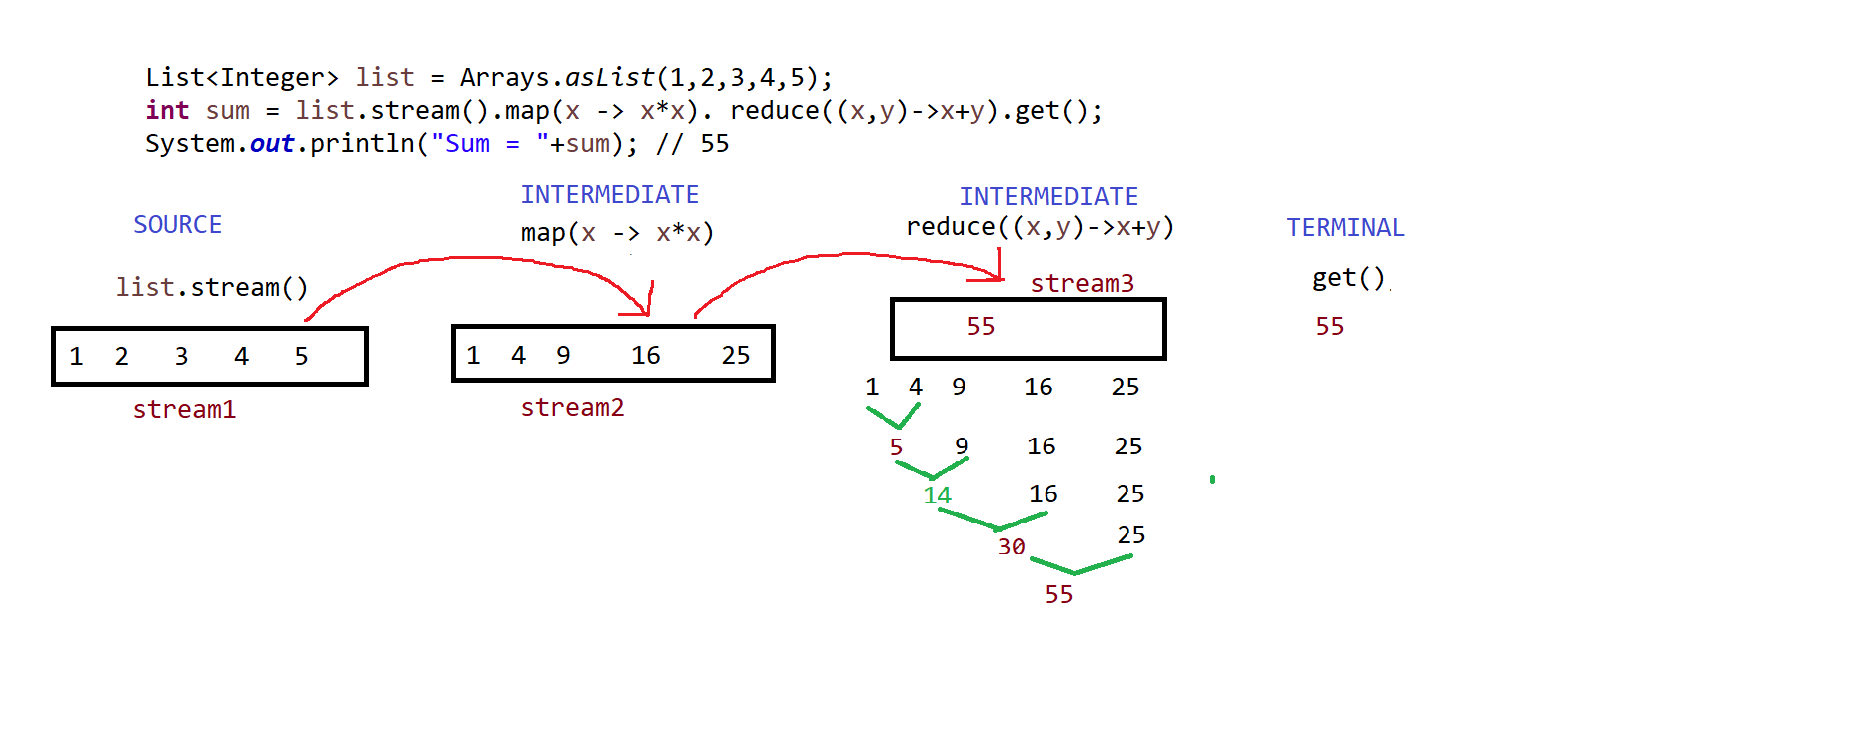 List<Integer> list = Arrays.asList(1,2,3,4,5);
int sum = list.stream().map(x -> x*x). reduce((x,y)->x+y).get();
System.out.println("Sum = "+sum); // 55
SOURCE
list.stream()
1 2 3 4 5
stream1
INTERMEDIATE
map(x -> x*x)
1 4 9 16 25
stream2
INTERMEDIATE
reduce((x,y)->x+y)
stream3
55
1 4 9 16 25
5 9 16 25
14 16 25
30 25
55
TERMINAL
get()
55